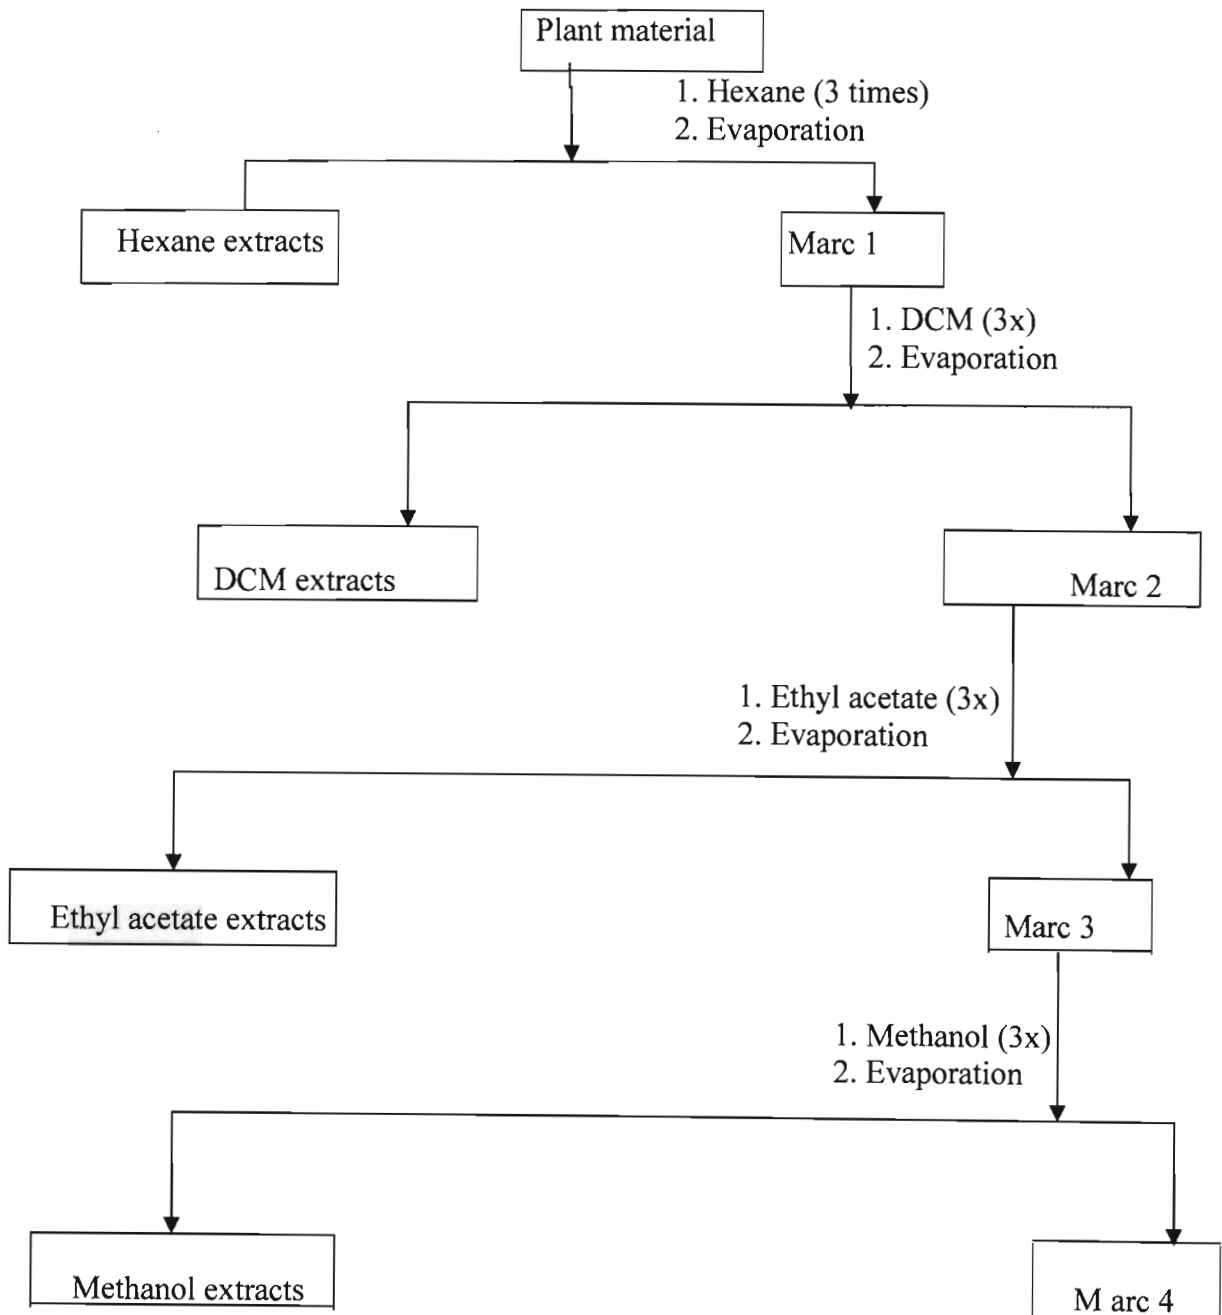 Plant material
1. Hexane (3 times)
2. Evaporation
Hexane extracts
Marc 1
1. DCM (3x)
2. Evaporation
DCM extracts
Marc 2
1. Ethyl acetate (3x)
2. Evaporation
Ethyl acetate extracts
Marc 3
1. Methanol (3x)
2. Evaporation
Methanol extracts
M arc 4